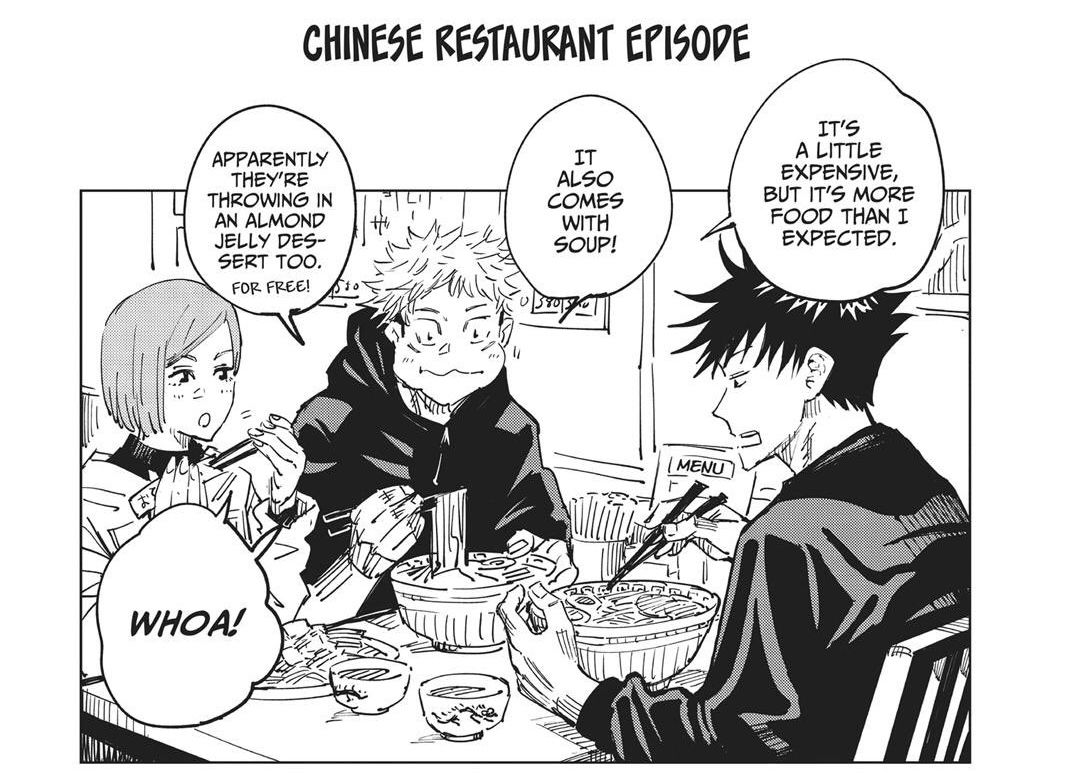 CHINESE RESTAURANT EPISODE
IT'S
A LITTLE
EXPENSIVE,
BUT IT'S MORE
FOOD THAN I
EXPECTED.
IT
ALSO
COMES
WITH
SOUP!
APPARENTLY
THEY'RE
THROWING IN
AN ALMOND
JELLY DES-
SERT TOO.
FOR FREE!
WHOA!
MENU